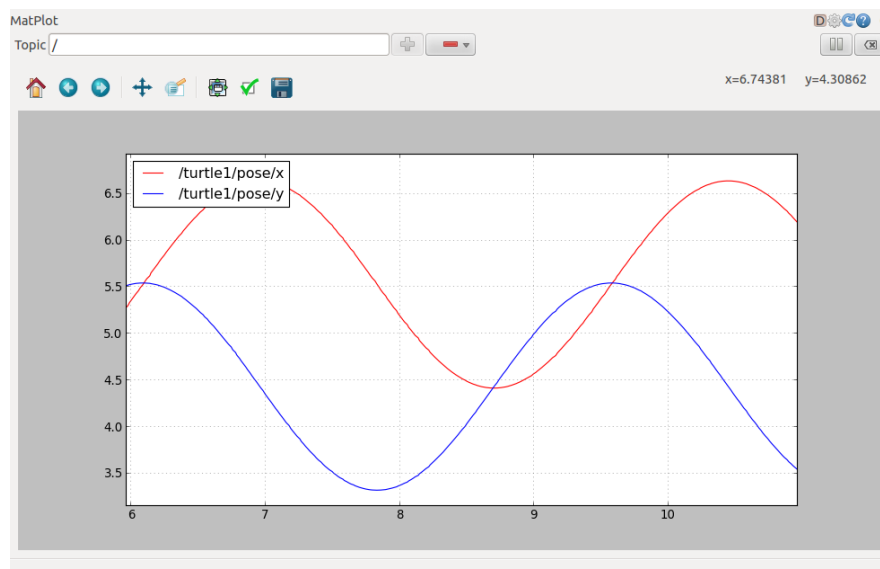 MatPlot D
Topic /
x=6.74381 y=4.30862
/turtle1/pose/x
/turtle1/pose/y
6.5
6.0
5.5
5.0
4.5
4.0
3.5
6 7 8 9 10